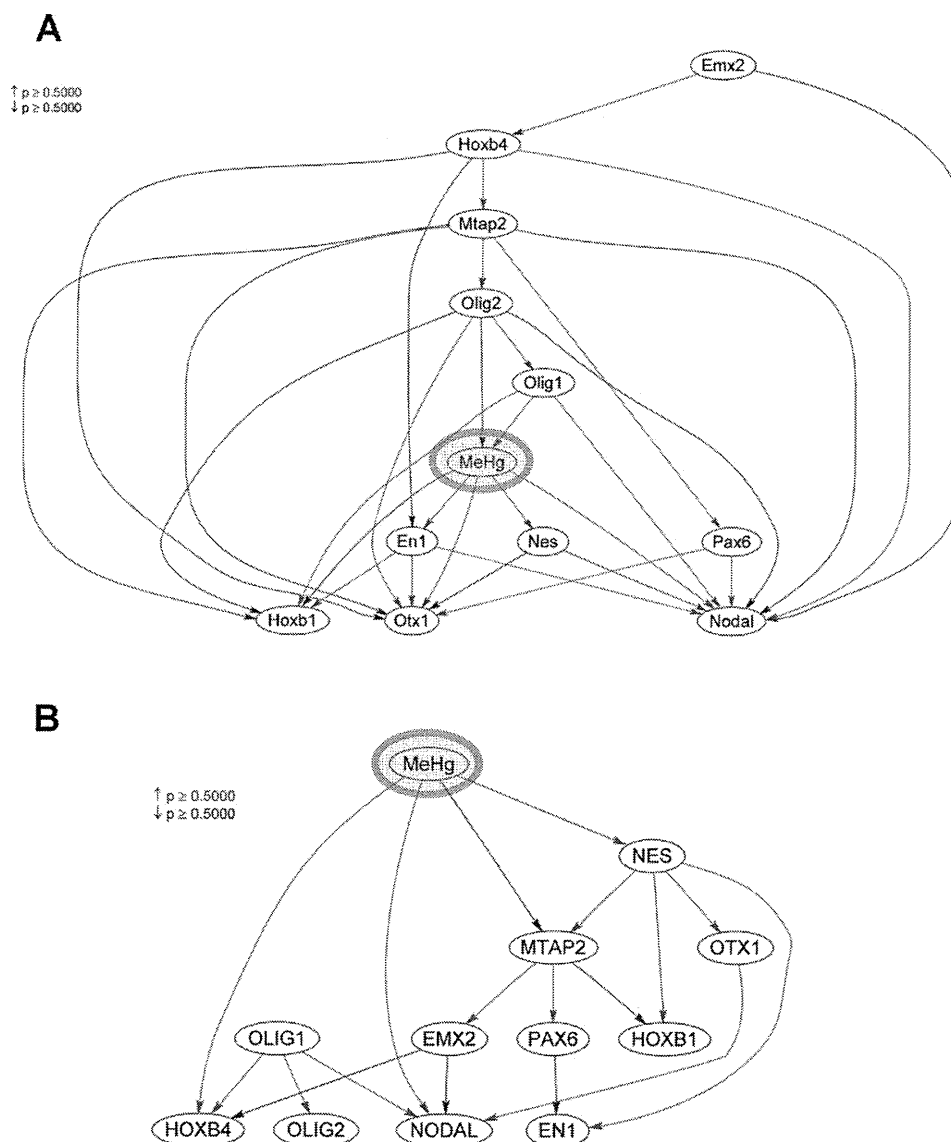 A
Emx2
↑ p ≥ 0.5000
↓ p ≥ 0.5000
Hoxb4
Mtap2
Olig2
Olig1
MeHg
En1 Nes Pax6
Hoxb1 Otx1 Nodal
B
MeHg
↑ p ≥ 0.5000
↓ p ≥ 0.5000
NES
MTAP2 OTX1
OLIG1 EMX2 PAX6 HOXB1
HOXB4 OLIG2 NODAL EN1